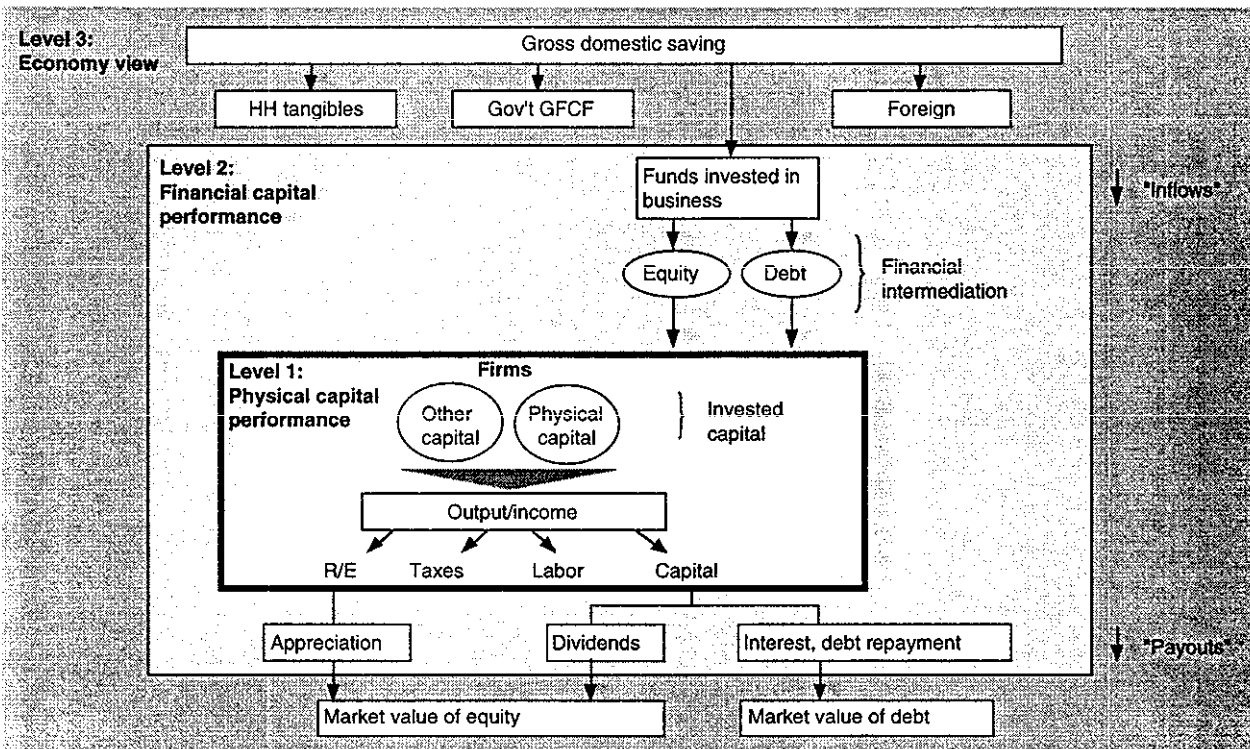 Level 3:
Economy view
Gross domestic saving
HH tangibles
Gov't GFCF
Foreign
Level 2:
Financial capital
performance
Funds invested in
business
"Inflows"
Equity
Debt
Financial
intermediation
Level 1:
Physical capital
performance
Firms
Other
capital
Physical
capital
Invested
capital
Output/income
R/E
Taxes
Labor
Capital
Appreciation
Dividends
Interest, debt repayment
"Payouts"
Market value of equity
Market value of debt